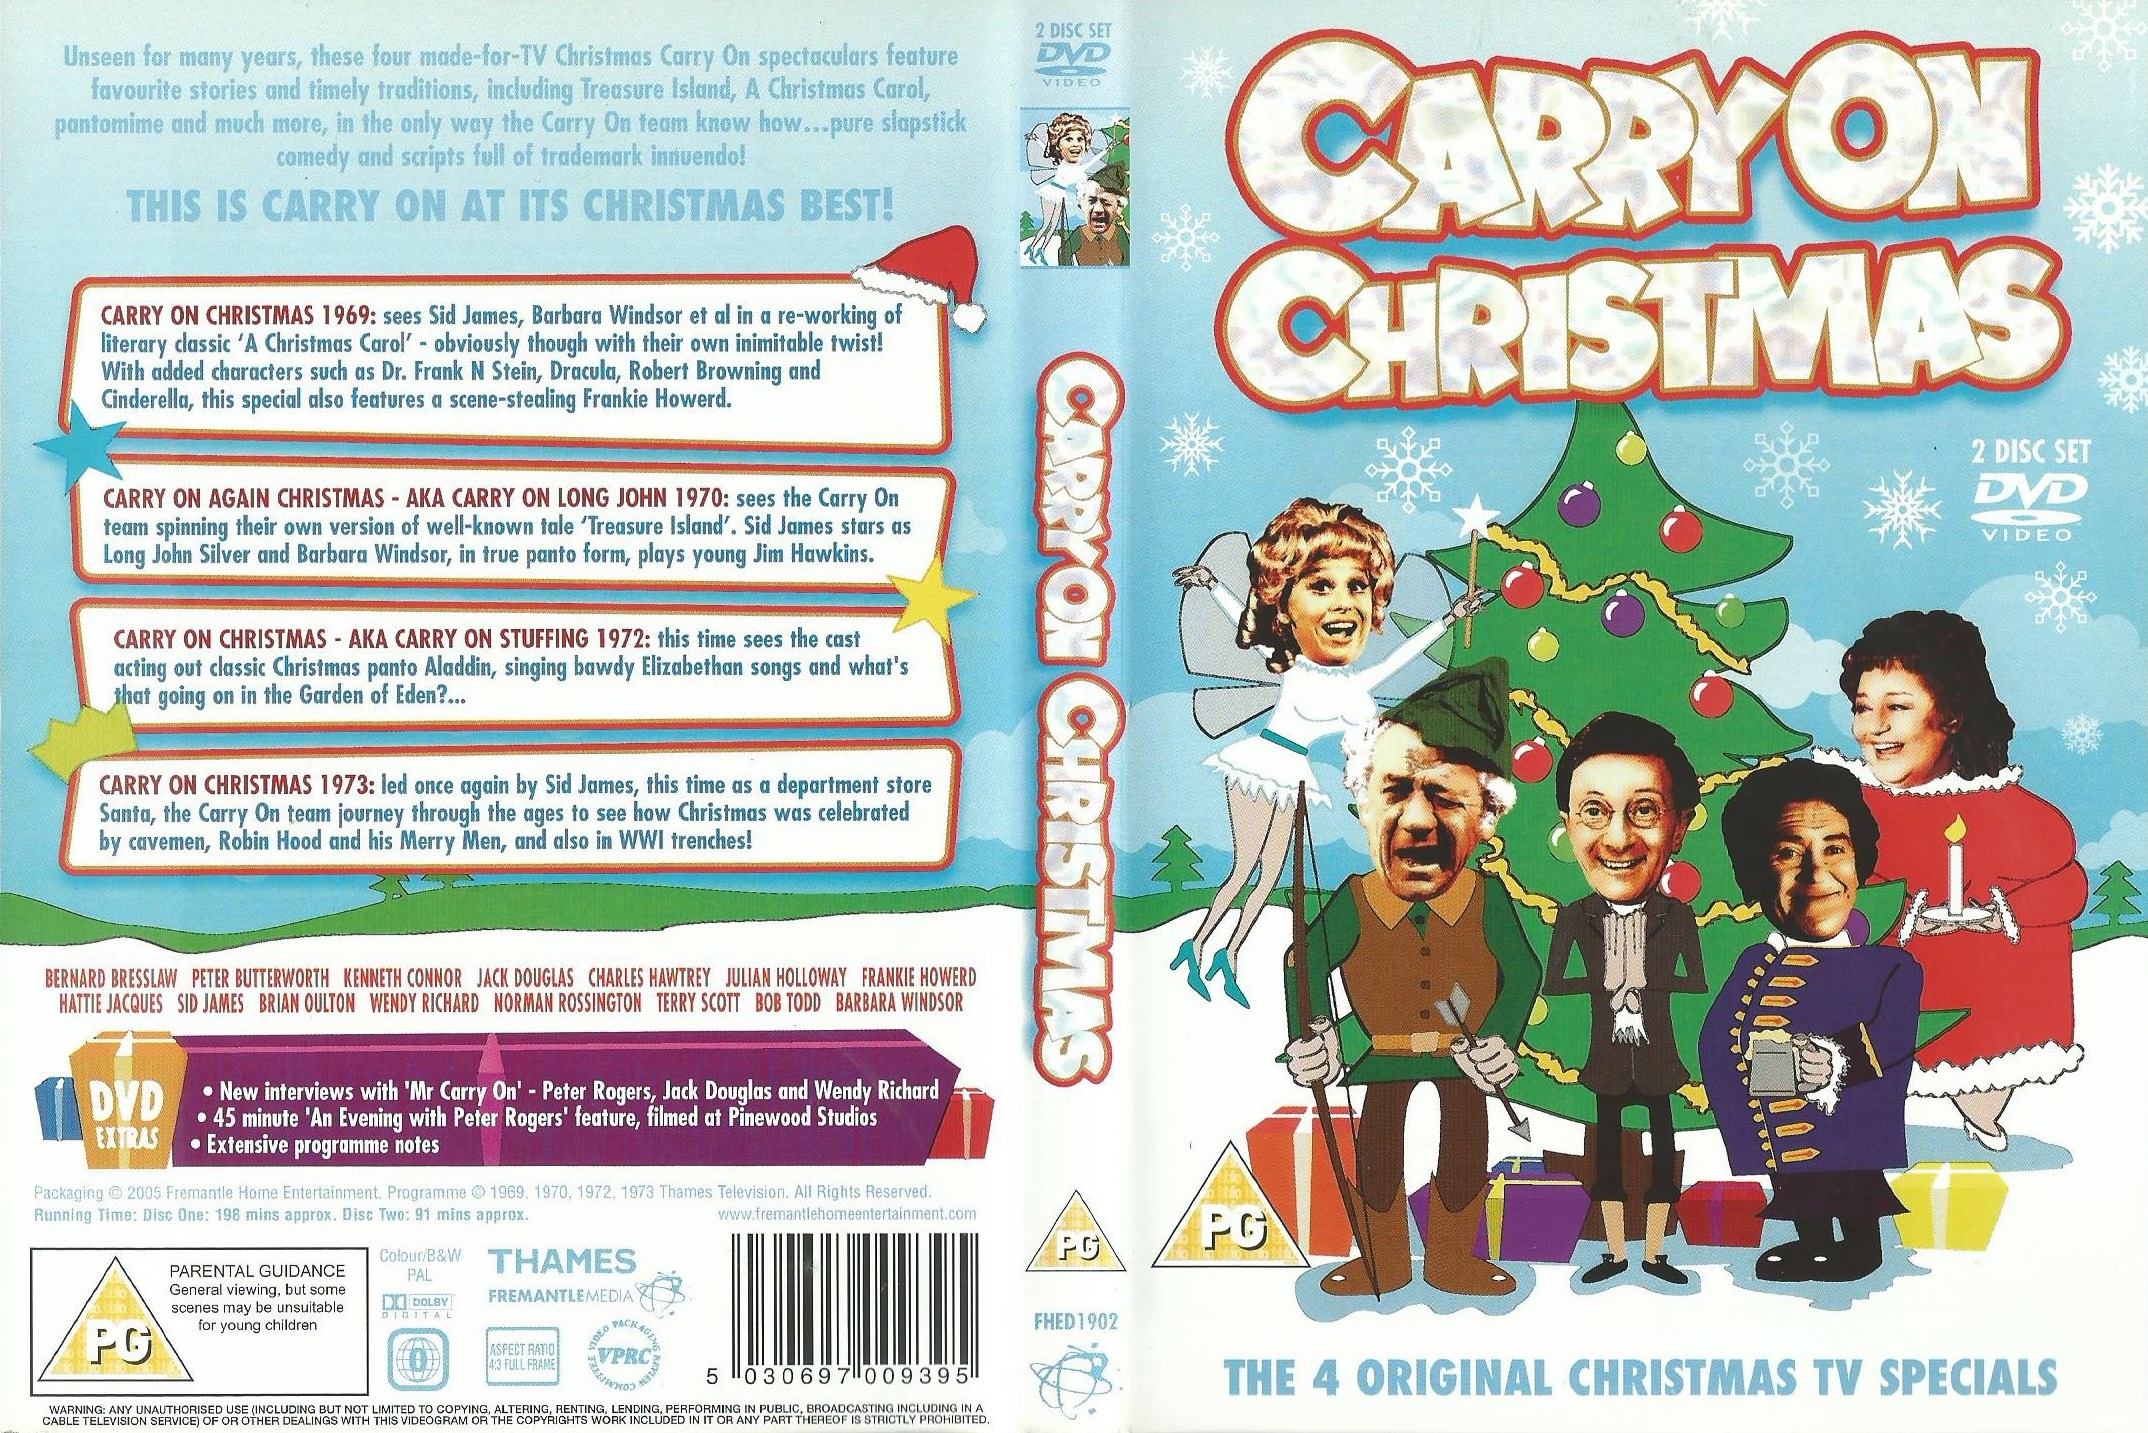 Unseen for many years, these four made-for-TV Christmas Carry On spectaculars feature
favourite stories and timely traditions, including Treasure Island, A Christmas Carol,
pantomime and much more, in the only way the Carry On team know how...pure slapstick
comedy and scripts full of trademark innuendo!
THIS IS CARRY ON AT ITS CHRISTMAS BEST!
CARRY ON CHRISTMAS 1969: sees Sid James, Barbara Windsor et al in a re-working of
literary classic 'A Christmas Carol' - obviously though with their own inimitable twist!
With added characters such as Dr. Frank N Stein, Dracula, Robert Browning and
Cinderella, this special also features a scene-stealing Frankie Howerd.
CARRY ON AGAIN CHRISTMAS - AKA CARRY ON LONG JOHN 1970: sees the Carry On
team spinning their own version of well-known tale 'Treasure Island'. Sid James stars as
Long John Silver and Barbara Windsor, in true panto form, plays young Jim Hawkins.
CARRY ON CHRISTMAS - AKA CARRY ON STUFFING 1972: this time sees the cast
acting out classic Christmas panto Aladdin, singing bawdy Elizabethan songs and what's
that going on in the Garden of Eden?...
CARRY ON CHRISTMAS 1973: led once again by Sid James, this time as a department store
Santa, the Carry On team journey through the ages to see how Christmas was celebrated
by cavemen, Robin Hood and his Merry Men, and also in WWI trenches!
BERNARD BRESSLAW PETER BUTTERWORTH KENNETH CONNOR JACK DOUGLAS CHARLES HAWTREY JULIAN HOLLOWAY FRANKIE HOWERD
HATTIE JACQUES SID JAMES BRIAN OULTON WENDY RICHARD NORMAN ROSSINGTON TERRY SCOTT BOB TODD BARBARA WINDSOR
DVD
EXTRAS
• New interviews with 'Mr Carry On' - Peter Rogers, Jack Douglas and Wendy Richard
• 45 minute 'An Evening with Peter Rogers' feature, filmed at Pinewood Studios
• Extensive programme notes
Packaging © 2005 Fremantle Home Entertainment. Programme © 1969, 1970, 1972, 1973 Thames Television. All Rights Reserved.
Running Time: Disc One: 198 mins approx. Disc Two: 91 mins approx.
www.fremantlehomeentertainment.com
PG
PARENTAL GUIDANCE
General viewing, but some
scenes may be unsuitable
for young children
Colour/B&W
PAL
DOLBY
DIGITAL
0
THAMES
FREMANTLEMEDIA
ASPECT RATIO
4:3 FULL FRAME
VIDEO PACKAGING REVIEW COMMITTEE
VPRC
5 030697 009395
WARNING: ANY UNAUTHORISED USE (INCLUDING BUT NOT LIMITED TO COPYING, ALTERING, RENTING, LENDING, PERFORMING IN PUBLIC, BROADCASTING INCLUDING IN A
CABLE TELEVISION SERVICE) OF OR OTHER DEALINGS WITH THIS VIDEOGRAM OR THE COPYRIGHTS WORK INCLUDED IN IT OR ANY PART THEREOF IS STRICTLY PROHIBITED.
2 DISC SET
DVD
VIDEO
CARRY ON CHRISTMAS
PG
FHED1902
CARRY ON
CHRISTMAS
2 DISC SET
DVD
VIDEO
PG
THE 4 ORIGINAL CHRISTMAS TV SPECIALS